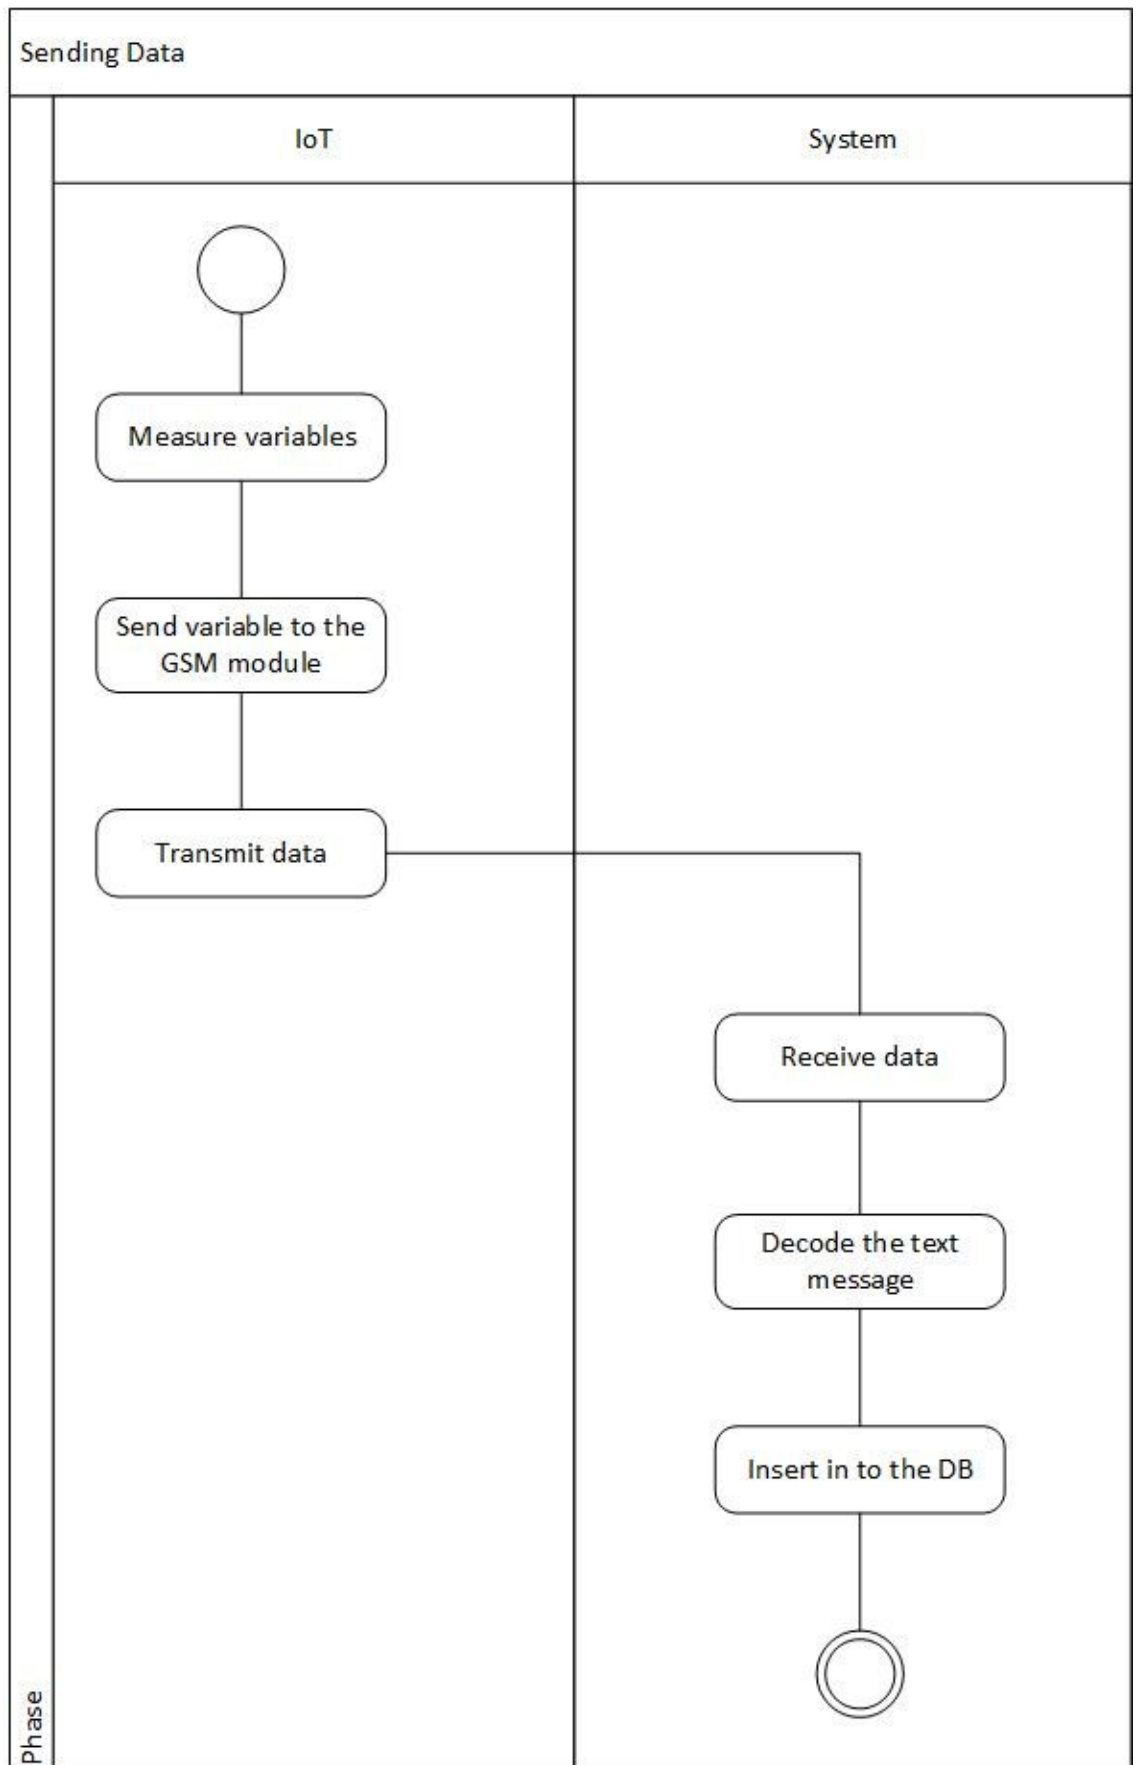 Sending Data
IoT
System
Measure variables
Send variable to the
GSM module
Transmit data
Receive data
Decode the text
message
Insert in to the DB
Phase